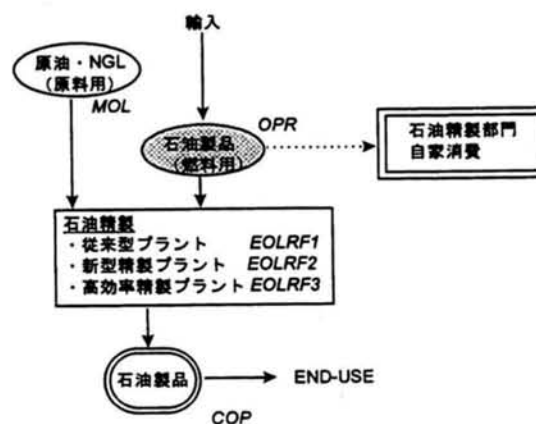 輸入
原油・NGL
(原料用)
MOL
OPR
石油製品
(燃料用)
石油精製部門
自家消費
石油精製
・従来型プラント EOLRF1
・新型精製プラント EOLRF2
・高効率精製プラント EOLRF3
石油製品
END-USE
COP